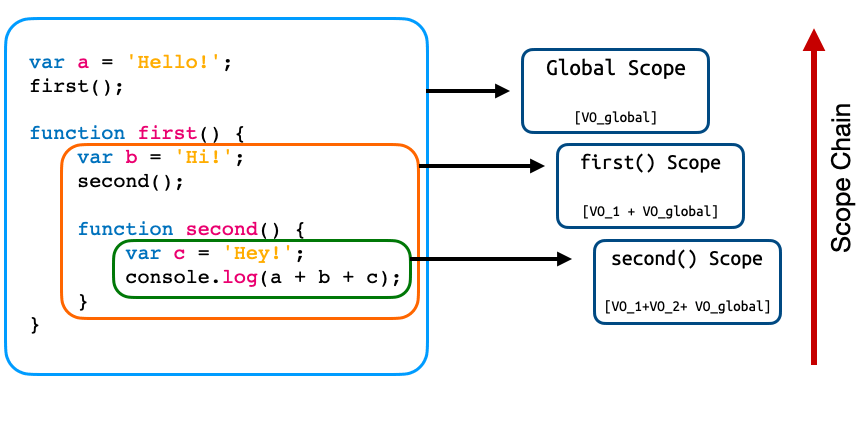 var a = 'Hello!';
first();
function first() {
var b = 'Hi!';
second();
function second() {
var c = 'Hey!';
console.log(a + b + c);
}
}
Global Scope
[VO_global]
first() Scope
[VO_1 + VO_global]
second() Scope
[VO_1+VO_2+ VO_global]
Scope Chain